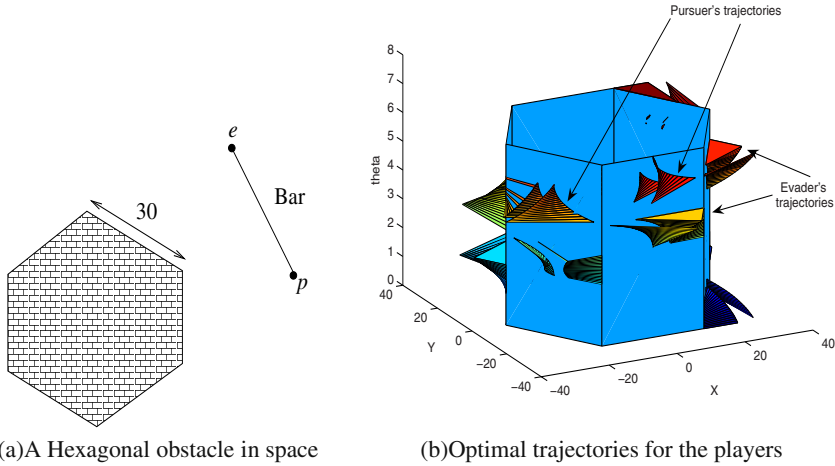 e
30
Bar
p
(a)A Hexagonal obstacle in space
Pursuer's trajectories
Evader's
trajectories
theta
8
7
6
5
4
3
2
1
0
40
20
0
−20
−40
Y
−40
−20
0
20
40
X
(b)Optimal trajectories for the players